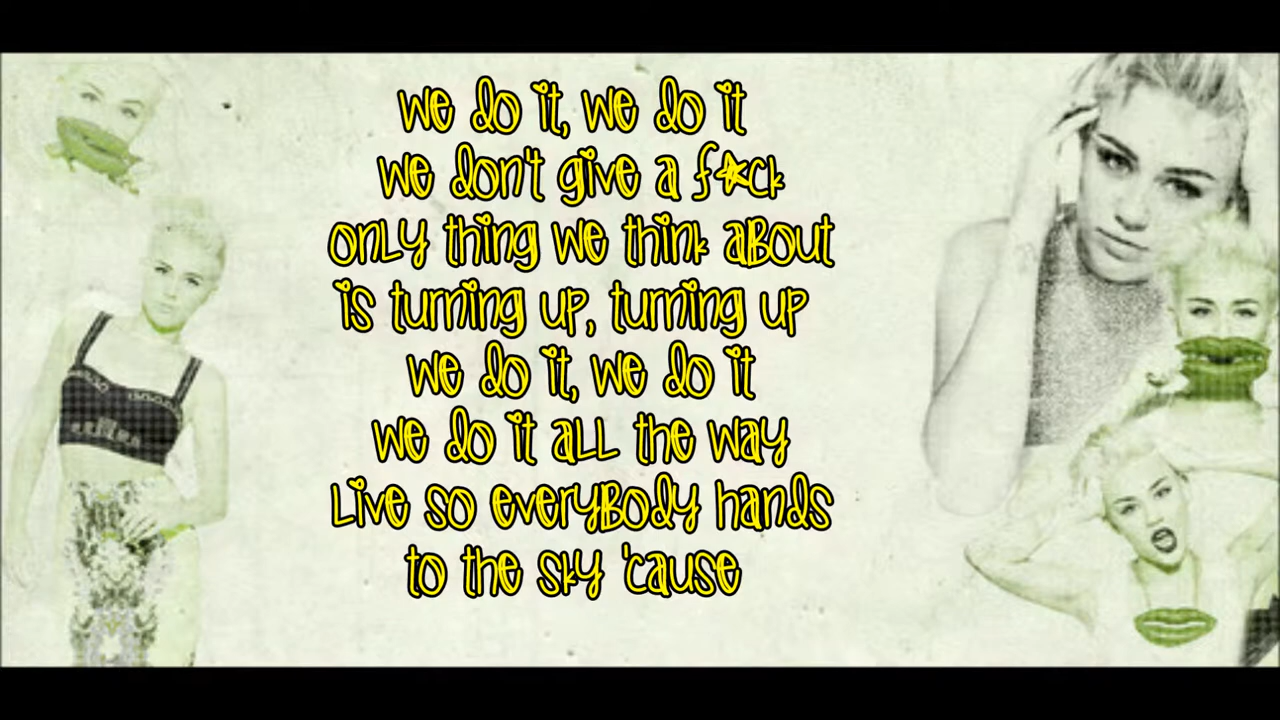 we do it, we do it
we don't give a f*ck
only thing we think about
is turning up, turning up
we do it, we do it
we do it all the way
Live so everybody hands
to the sky 'cause